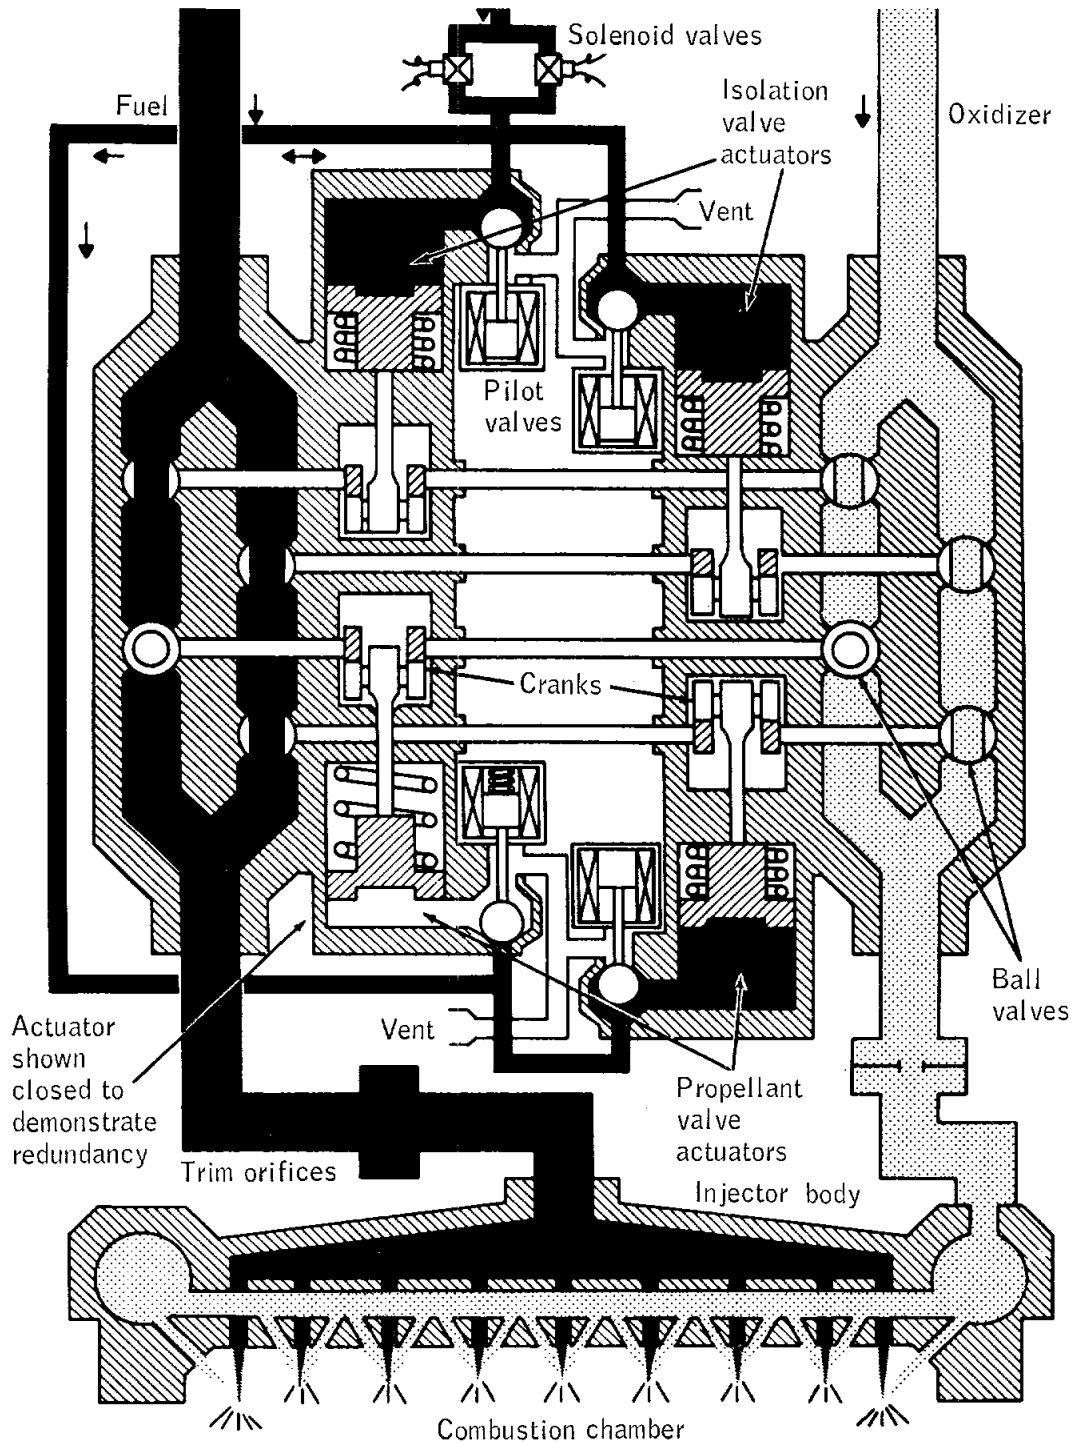 Solenoid valves
Fuel
Isolation
valve
actuators
Oxidizer
Vent
Pilot
valves
Cranks
Ball
valves
Actuator
shown
closed to
demonstrate
redundancy
Vent
Propellant
valve
actuators
Trim orifices
Injector body
Combustion chamber